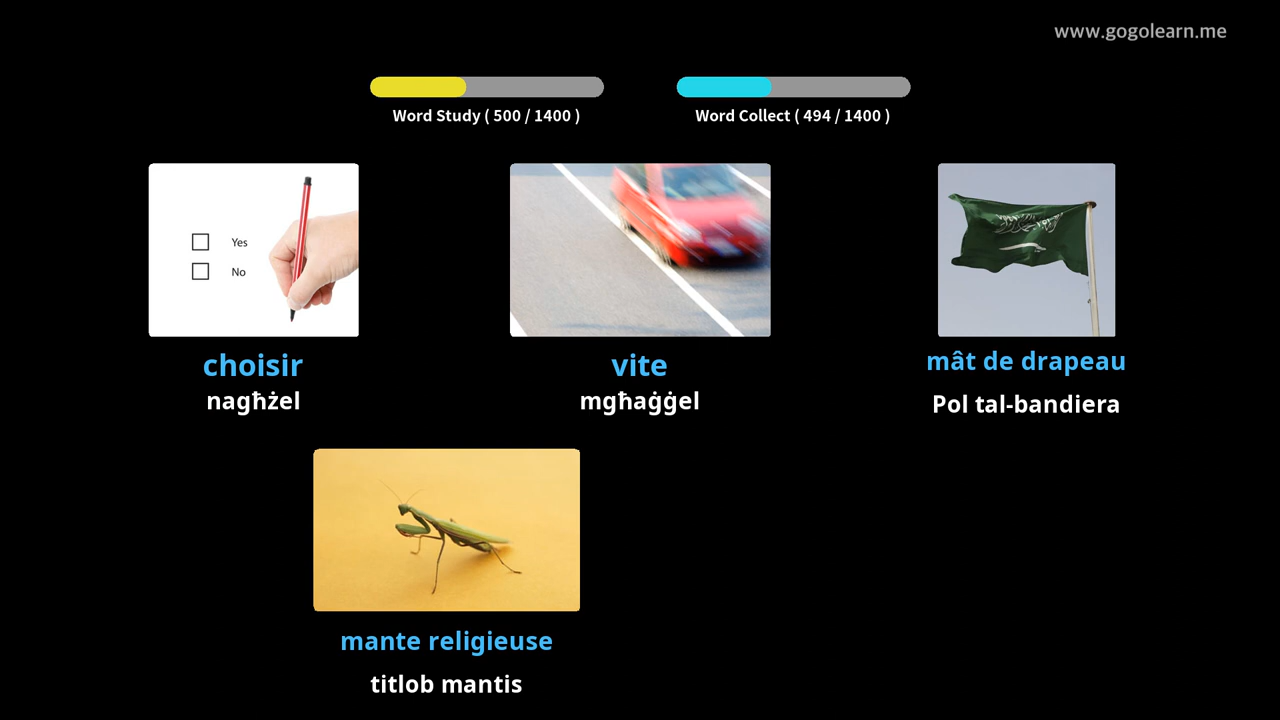 www.gogolearn.me
Word Study ( 500 / 1400 )
Word Collect ( 494 / 1400 )
Yes
No
choisir
nagħżel
vite
mgħaġġel
mât de drapeau
Pol tal-bandiera
mante religieuse
titlob mantis